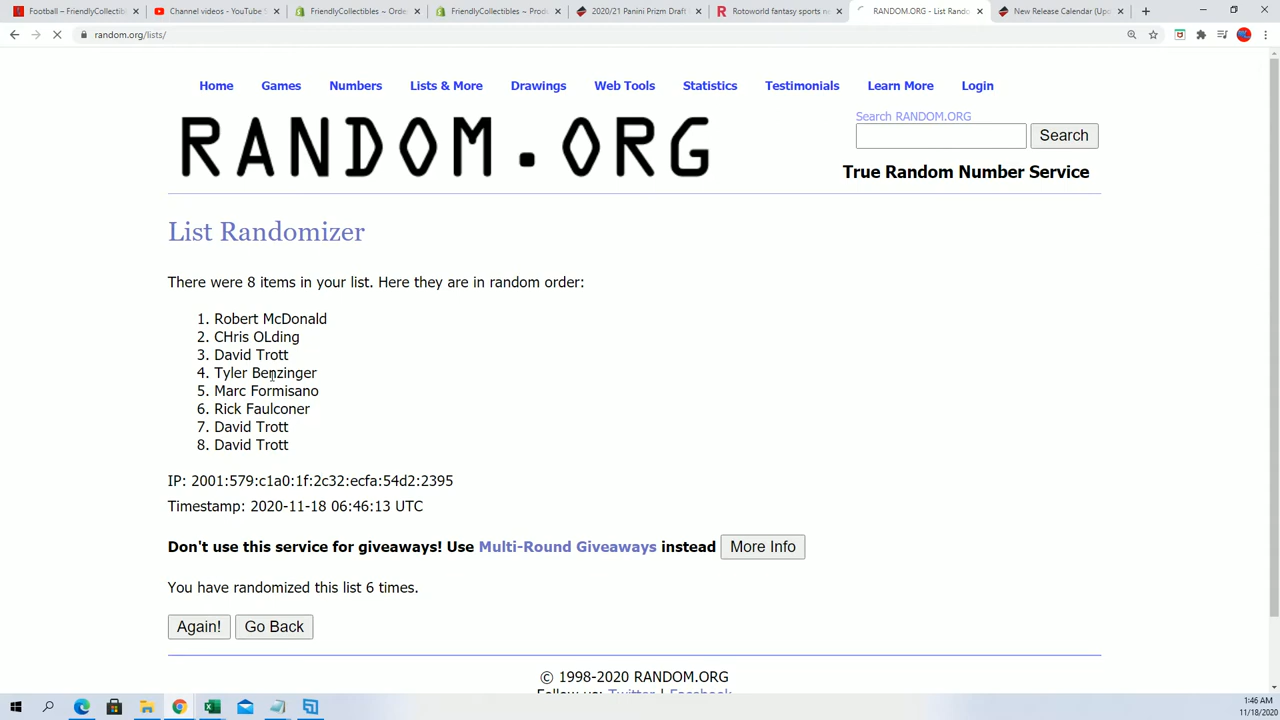 Football – FriendlyCollectib
Channel videos - YouTube S
FriendlyCollectibles ~ Orde
FriendlyCollectibles ~ Produ
2020/21 Panini Prizm Draft
Rotoworld fantasy sports ne
RANDOM.ORG - List Rando
New Release Calendar (Upd
random.org/lists/
Home Games Numbers Lists & More Drawings Web Tools Statistics Testimonials Learn More Login
RANDOM.ORG
Search RANDOM.ORG
Search
True Random Number Service
List Randomizer
There were 8 items in your list. Here they are in random order:
1. Robert McDonald
2. CHris OLding
3. David Trott
4. Tyler Benzinger
5. Marc Formisano
6. Rick Faulconer
7. David Trott
8. David Trott
IP: 2001:579:c1a0:1f:2c32:ecfa:54d2:2395
Timestamp: 2020-11-18 06:46:13 UTC
Don't use this service for giveaways! Use Multi-Round Giveaways instead More Info
You have randomized this list 6 times.
Again! Go Back
© 1998-2020 RANDOM.ORG
Follow us: Twitter | Facebook
1:46 AM
11/18/2020